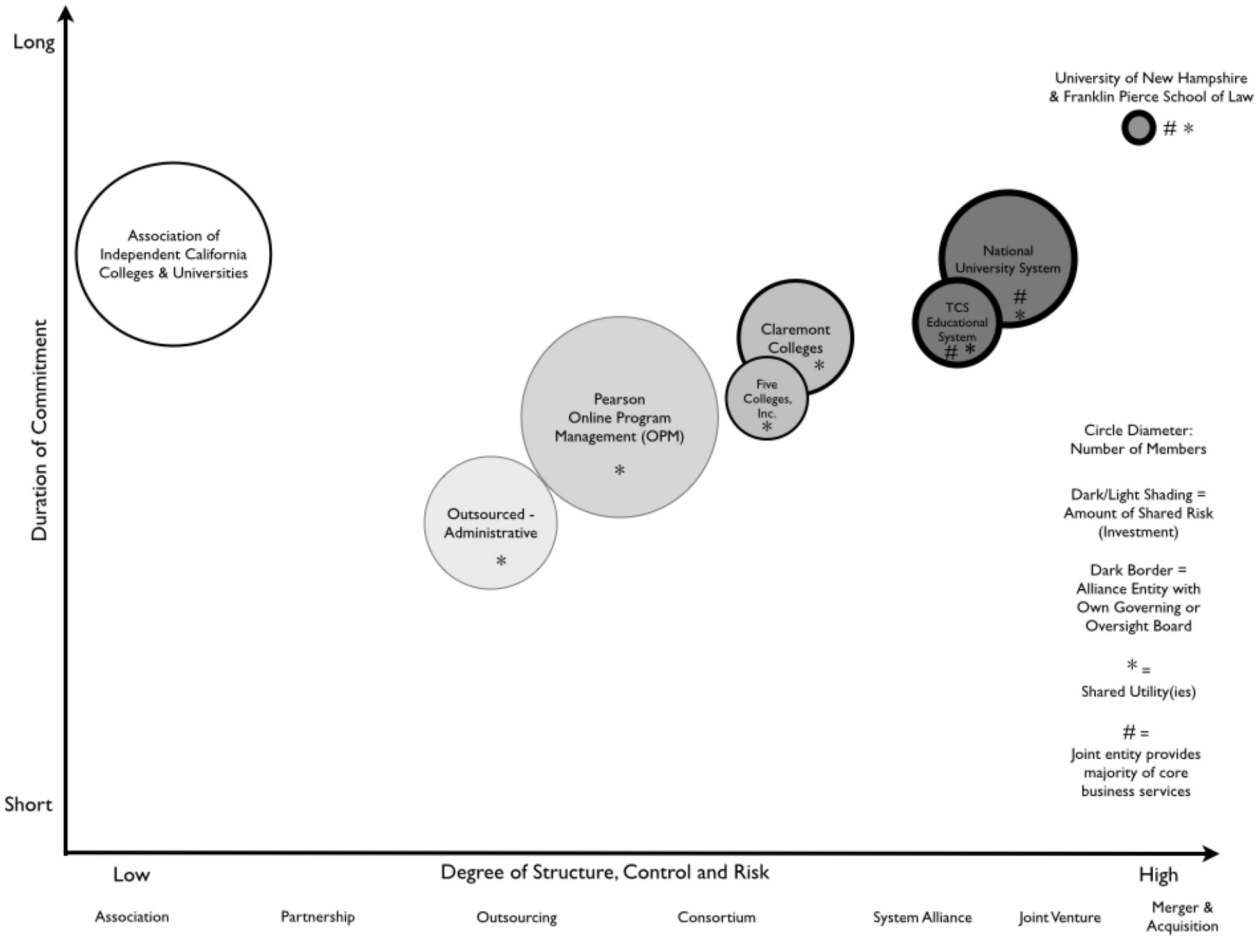 Long
University of New Hampshire
& Franklin Pierce School of Law
# *
Association of
Independent California
Colleges & Universities
National
University System
#
*
TCS
Educational
System
# *
Claremont
Colleges
*
Five
Colleges,
Inc.
*
Pearson
Online Program
Management (OPM)
*
Outsourced -
Administrative
*
Duration of Commitment
Circle Diameter:
Number of Members
Dark/Light Shading =
Amount of Shared Risk
(Investment)
Dark Border =
Alliance Entity with
Own Governing or
Oversight Board
* =
Shared Utility(ies)
# =
Joint entity provides
majority of core
business services
Short
Low
Degree of Structure, Control and Risk
High
Association
Partnership
Outsourcing
Consortium
System Alliance
Joint Venture
Merger &
Acquisition